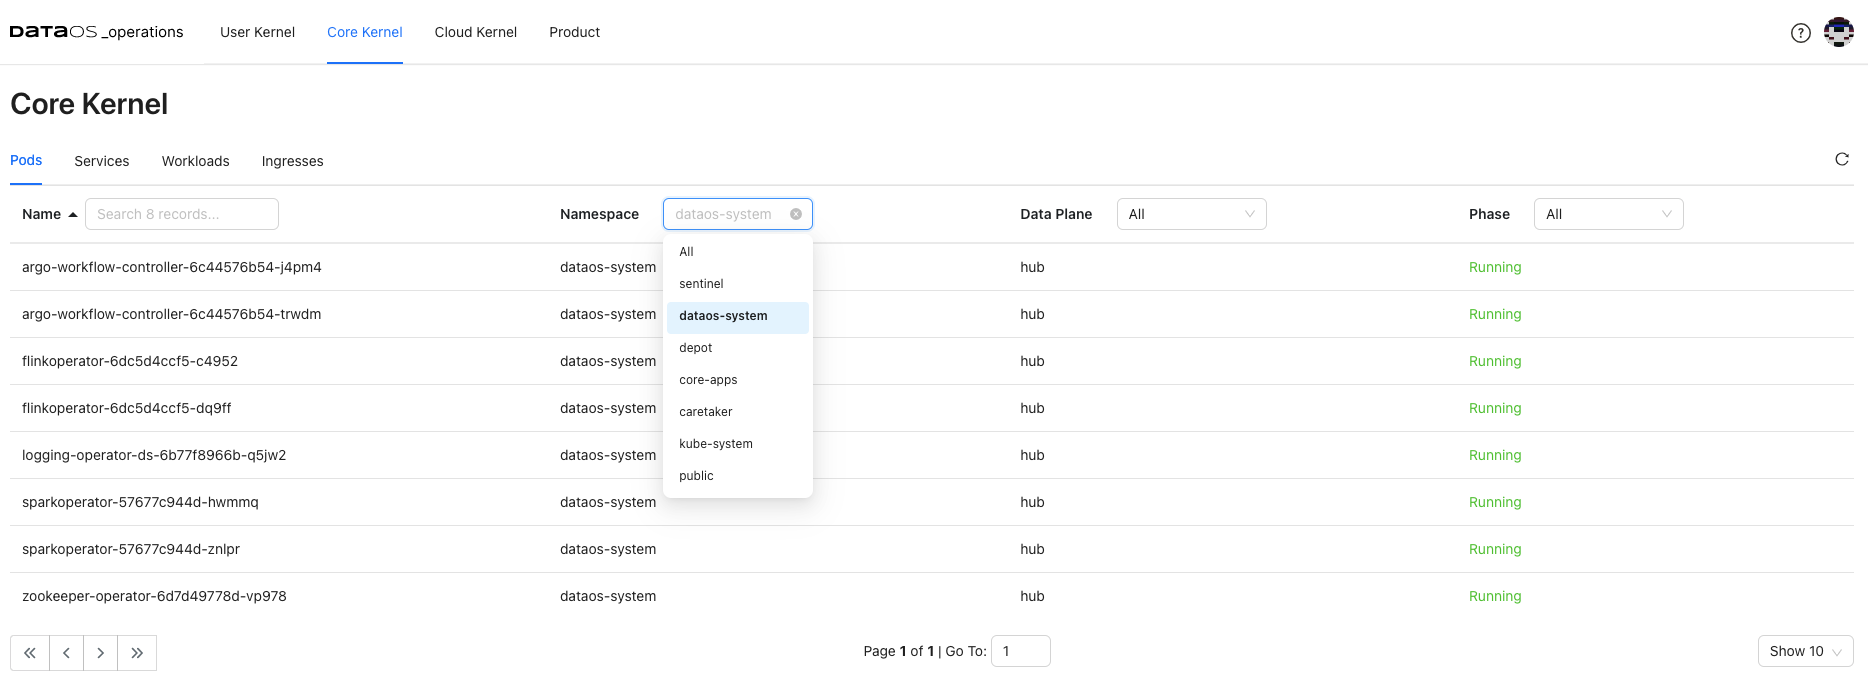 DATAOS _operations User Kernel Core Kernel Cloud Kernel Product ?
Core Kernel
Pods Services Workloads Ingresses
Name Search 8 records... Namespace dataos-system Data Plane All Phase All
All
sentinel
dataos-system
depot
core-apps
caretaker
kube-system
public
argo-workflow-controller-6c44576b54-j4pm4 dataos-system hub Running
argo-workflow-controller-6c44576b54-trwdm dataos-system hub Running
flinkoperator-6dc5d4ccf5-c4952 dataos-system hub Running
flinkoperator-6dc5d4ccf5-dq9ff dataos-system hub Running
logging-operator-ds-6b77f8966b-q5jw2 dataos-system hub Running
sparkoperator-57677c944d-hwmmq dataos-system hub Running
sparkoperator-57677c944d-znlpr dataos-system hub Running
zookeeper-operator-6d7d49778d-vp978 dataos-system hub Running
Page 1 of 1 | Go To: 1 Show 10